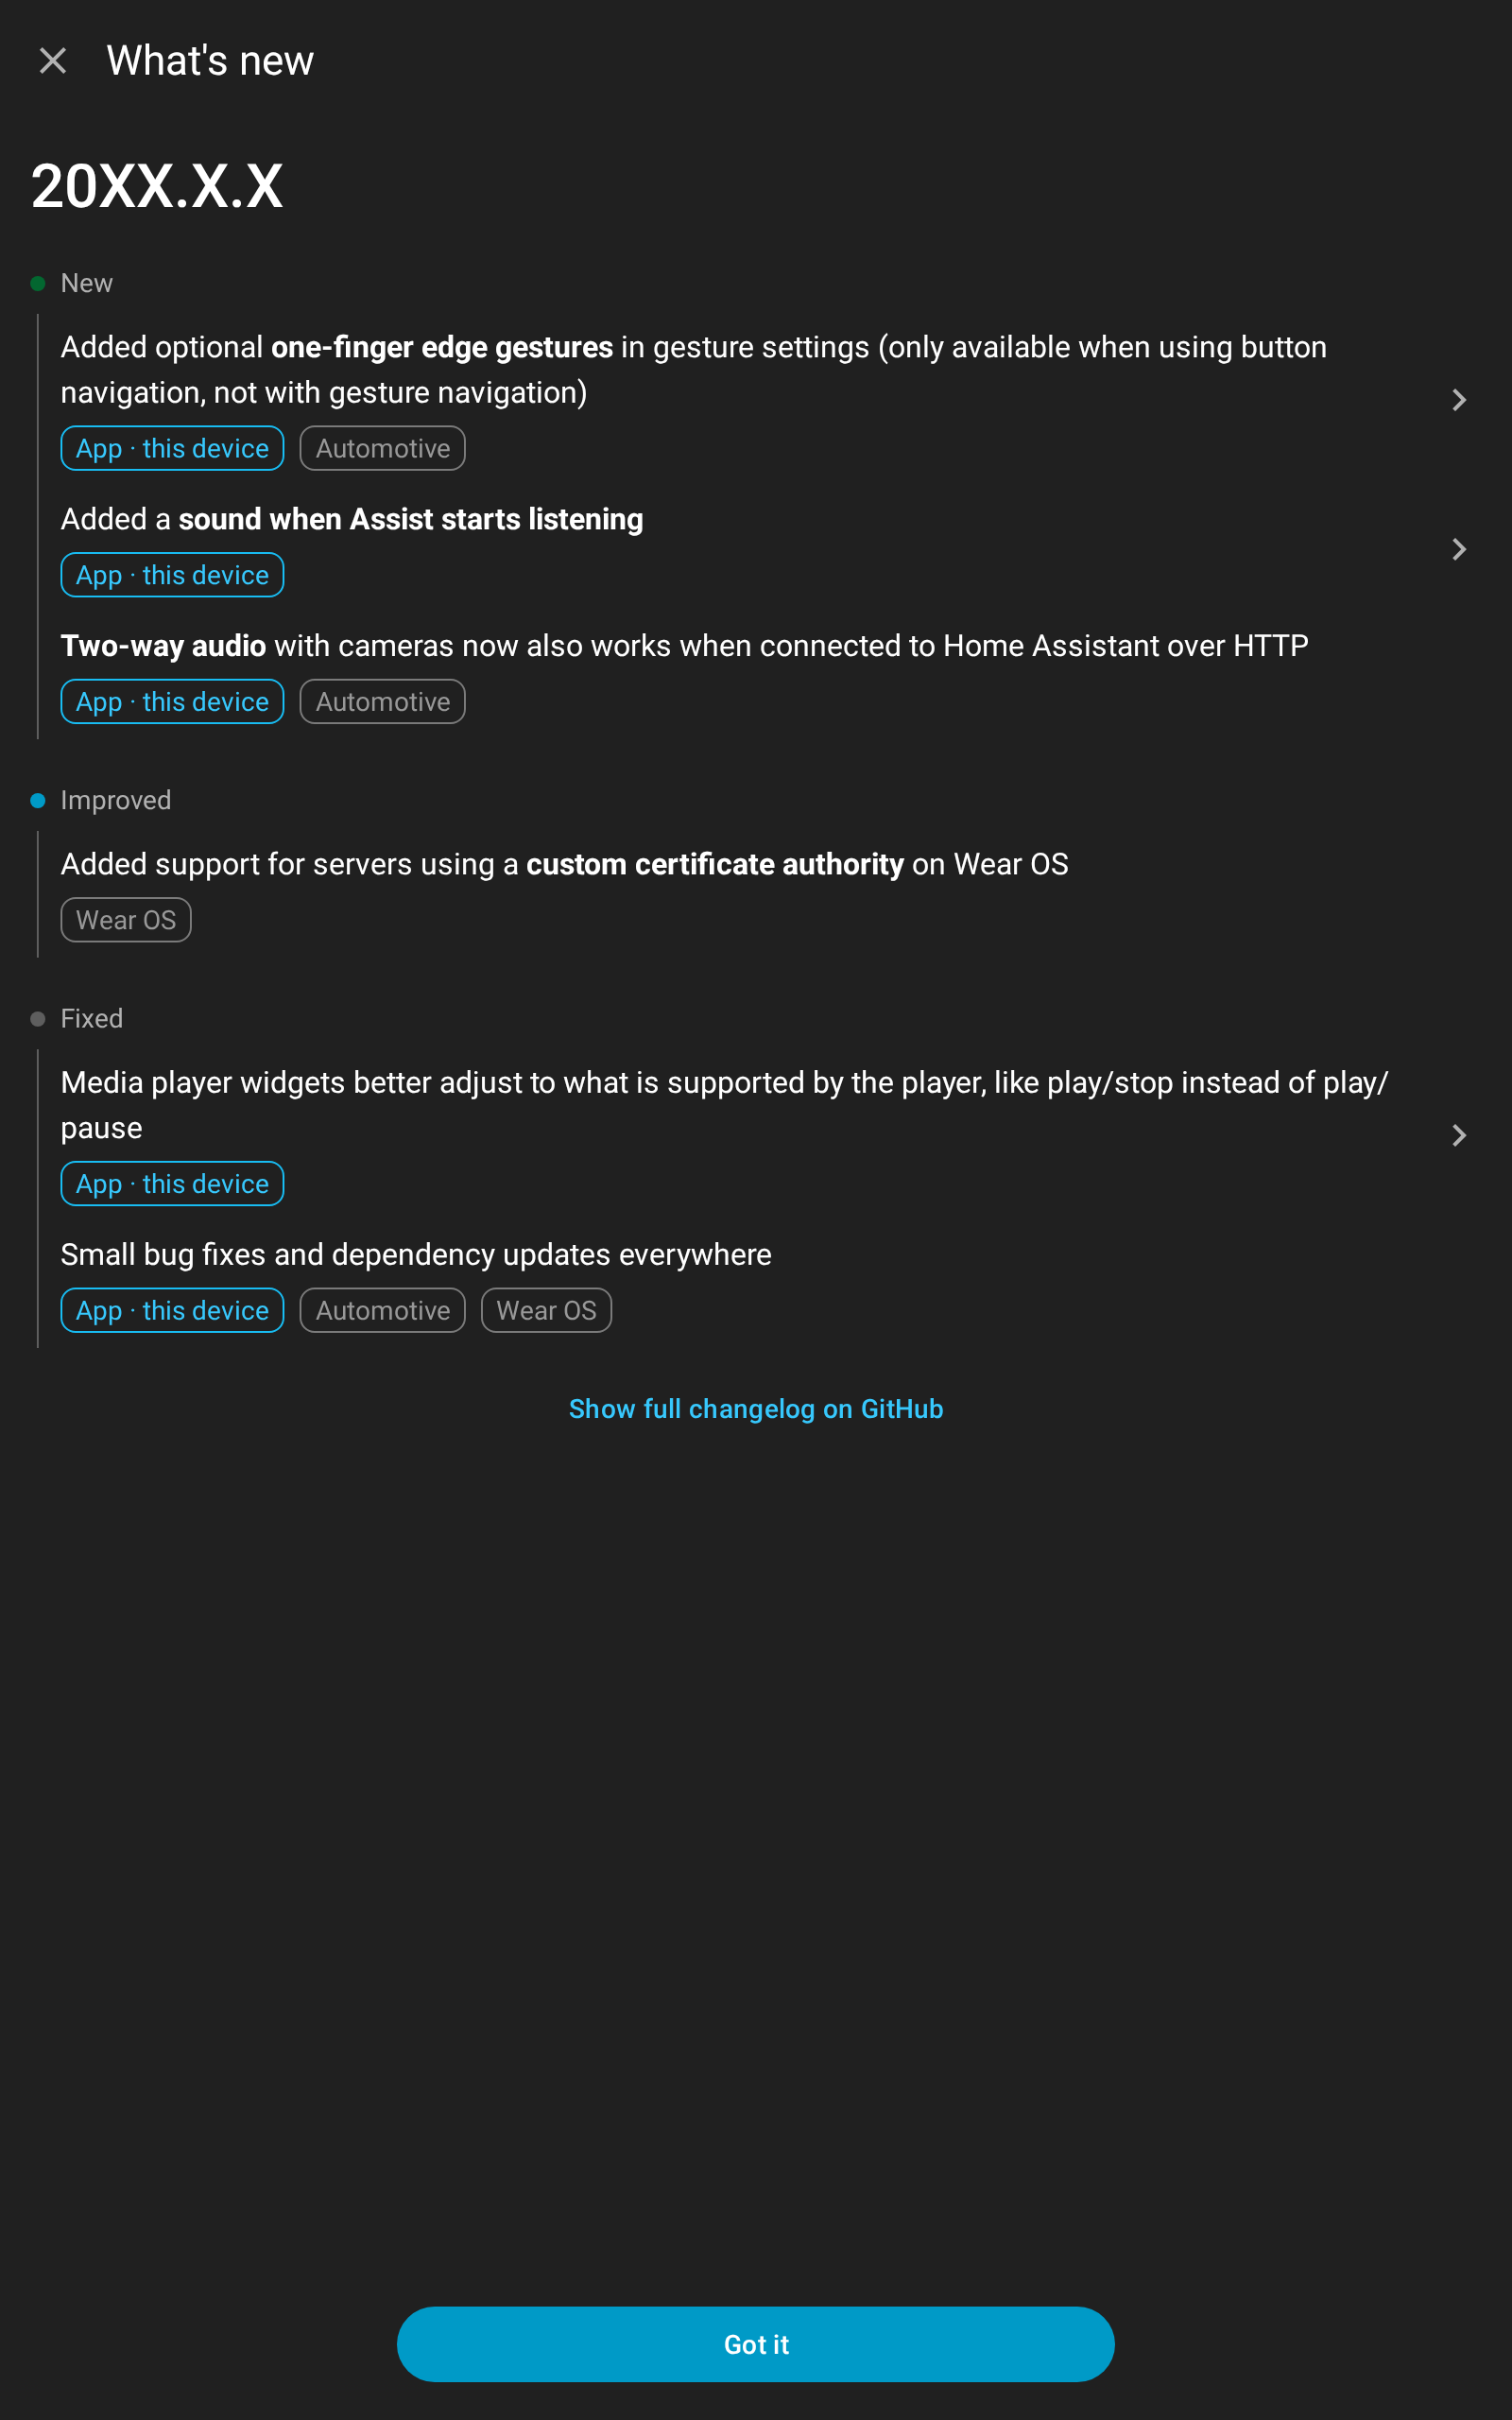 What's new
20XX.X.X
New
Added optional one-finger edge gestures in gesture settings (only available when using button
navigation, not with gesture navigation)
App · this device
Automotive
Added a sound when Assist starts listening
App · this device
Two-way audio with cameras now also works when connected to Home Assistant over HTTP
App · this device
Automotive
Improved
Added support for servers using a custom certificate authority on Wear OS
Wear OS
Fixed
Media player widgets better adjust to what is supported by the player, like play/stop instead of play/
pause
App · this device
Small bug fixes and dependency updates everywhere
App · this device
Automotive
Wear OS
Show full changelog on GitHub
Got it